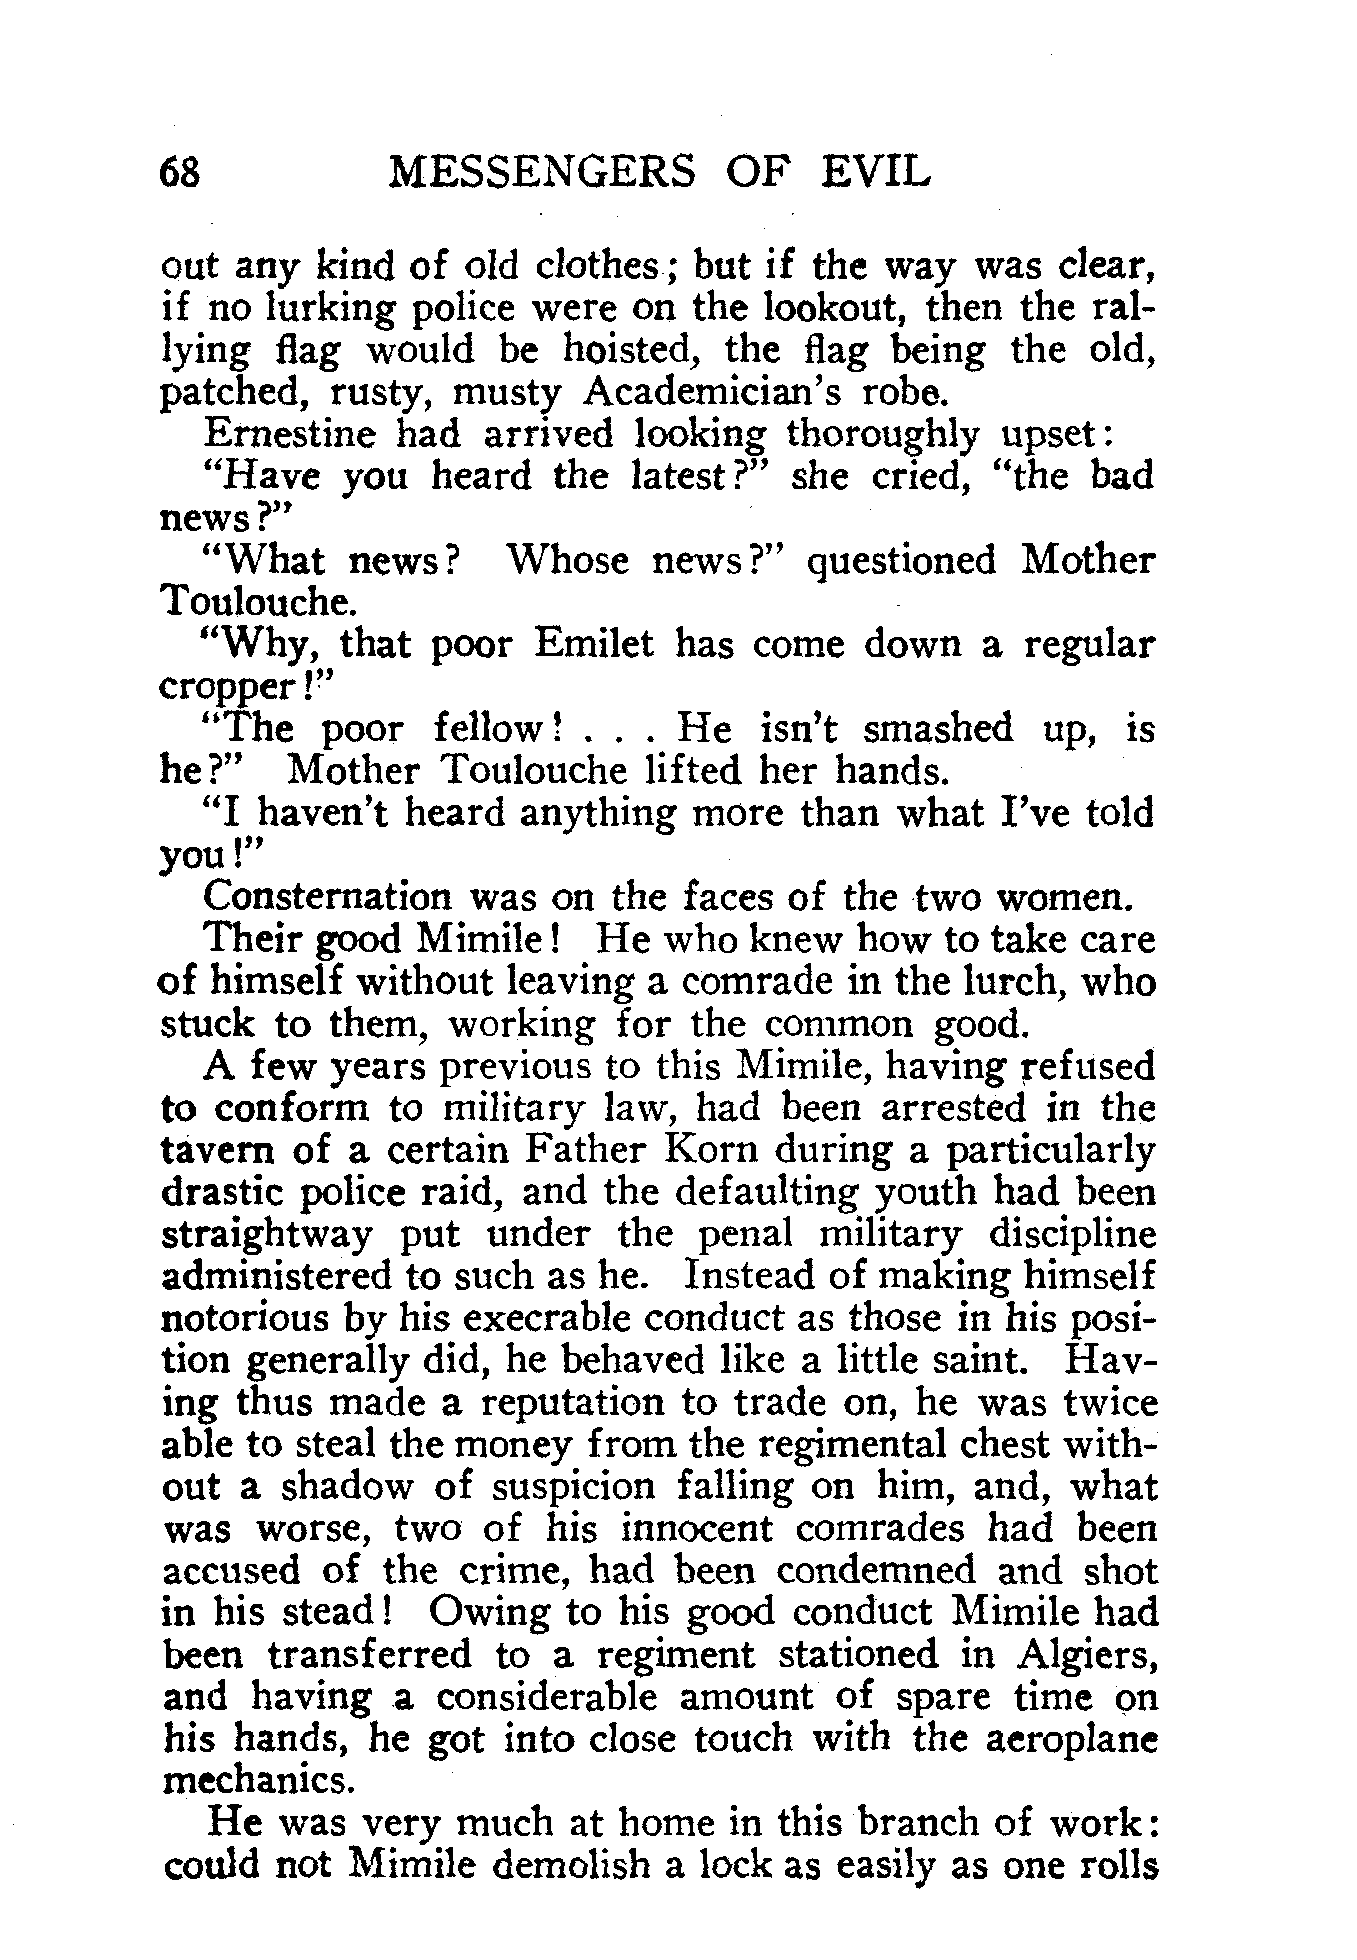 68 MESSENGERS OF EVIL
out any kind of old clothes; but if the way was clear,
if no lurking police were on the lookout, then the ral-
lying flag would be hoisted, the flag being the old,
patched, rusty, musty Academician's robe.
Ernestine had arrived looking thoroughly upset:
"Have you heard the latest?" she cried, "the bad
news?"
"What news? Whose news?" questioned Mother
Toulouche.
"Why, that poor Emilet has come down a regular
cropper!"
"The poor fellow! . . . He isn't smashed up, is
he?" Mother Toulouche lifted her hands.
"I haven't heard anything more than what I've told
you!"
Consternation was on the faces of the two women.
Their good Mimile! He who knew how to take care
of himself without leaving a comrade in the lurch, who
stuck to them, working for the common good.
A few years previous to this Mimile, having refused
to conform to military law, had been arrested in the
tavern of a certain Father Korn during a particularly
drastic police raid, and the defaulting youth had been
straightway put under the penal military discipline
administered to such as he. Instead of making himself
notorious by his execrable conduct as those in his posi-
tion generally did, he behaved like a little saint. Hav-
ing thus made a reputation to trade on, he was twice
able to steal the money from the regimental chest with-
out a shadow of suspicion falling on him, and, what
was worse, two of his innocent comrades had been
accused of the crime, had been condemned and shot
in his stead! Owing to his good conduct Mimile had
been transferred to a regiment stationed in Algiers,
and having a considerable amount of spare time on
his hands, he got into close touch with the aeroplane
mechanics.
He was very much at home in this branch of work:
could not Mimile demolish a lock as easily as one rolls